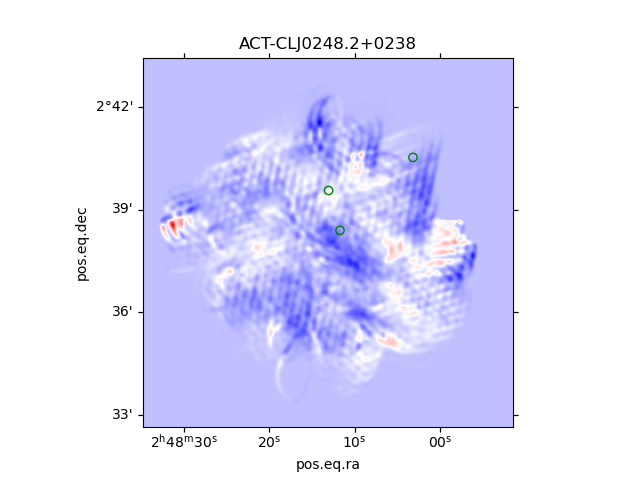 ACT-CLJ0248.2+0238
2°42'
39'
36'
33'
2ʰ48ᵐ30ˢ 20ˢ 10ˢ 00ˢ
pos.eq.ra
pos.eq.dec